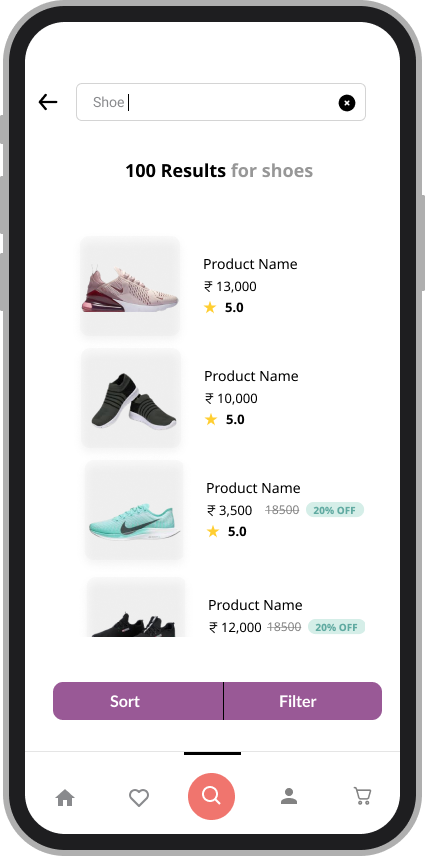 Shoe
100 Results for shoes
Product Name
₹ 13,000
5.0
Product Name
₹ 10,000
5.0
Product Name
₹ 3,500 18500 20% OFF
5.0
Product Name
₹ 12,000 18500 20% OFF
Sort Filter